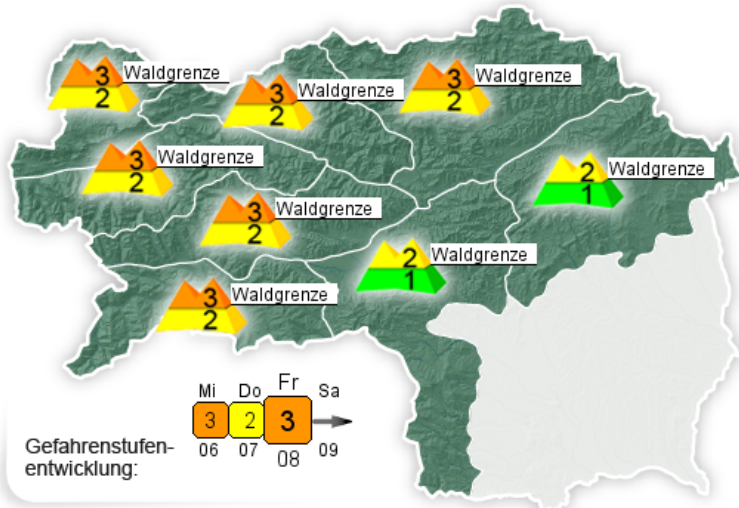 3 Waldgrenze
2
3 Waldgrenze
2
3 Waldgrenze
2
3 Waldgrenze
2
2 Waldgrenze
1
3 Waldgrenze
2
2 Waldgrenze
1
3 Waldgrenze
2
Mi Do Fr Sa
3 2 3
06 07 08 09
Gefahrenstufen-
entwicklung: